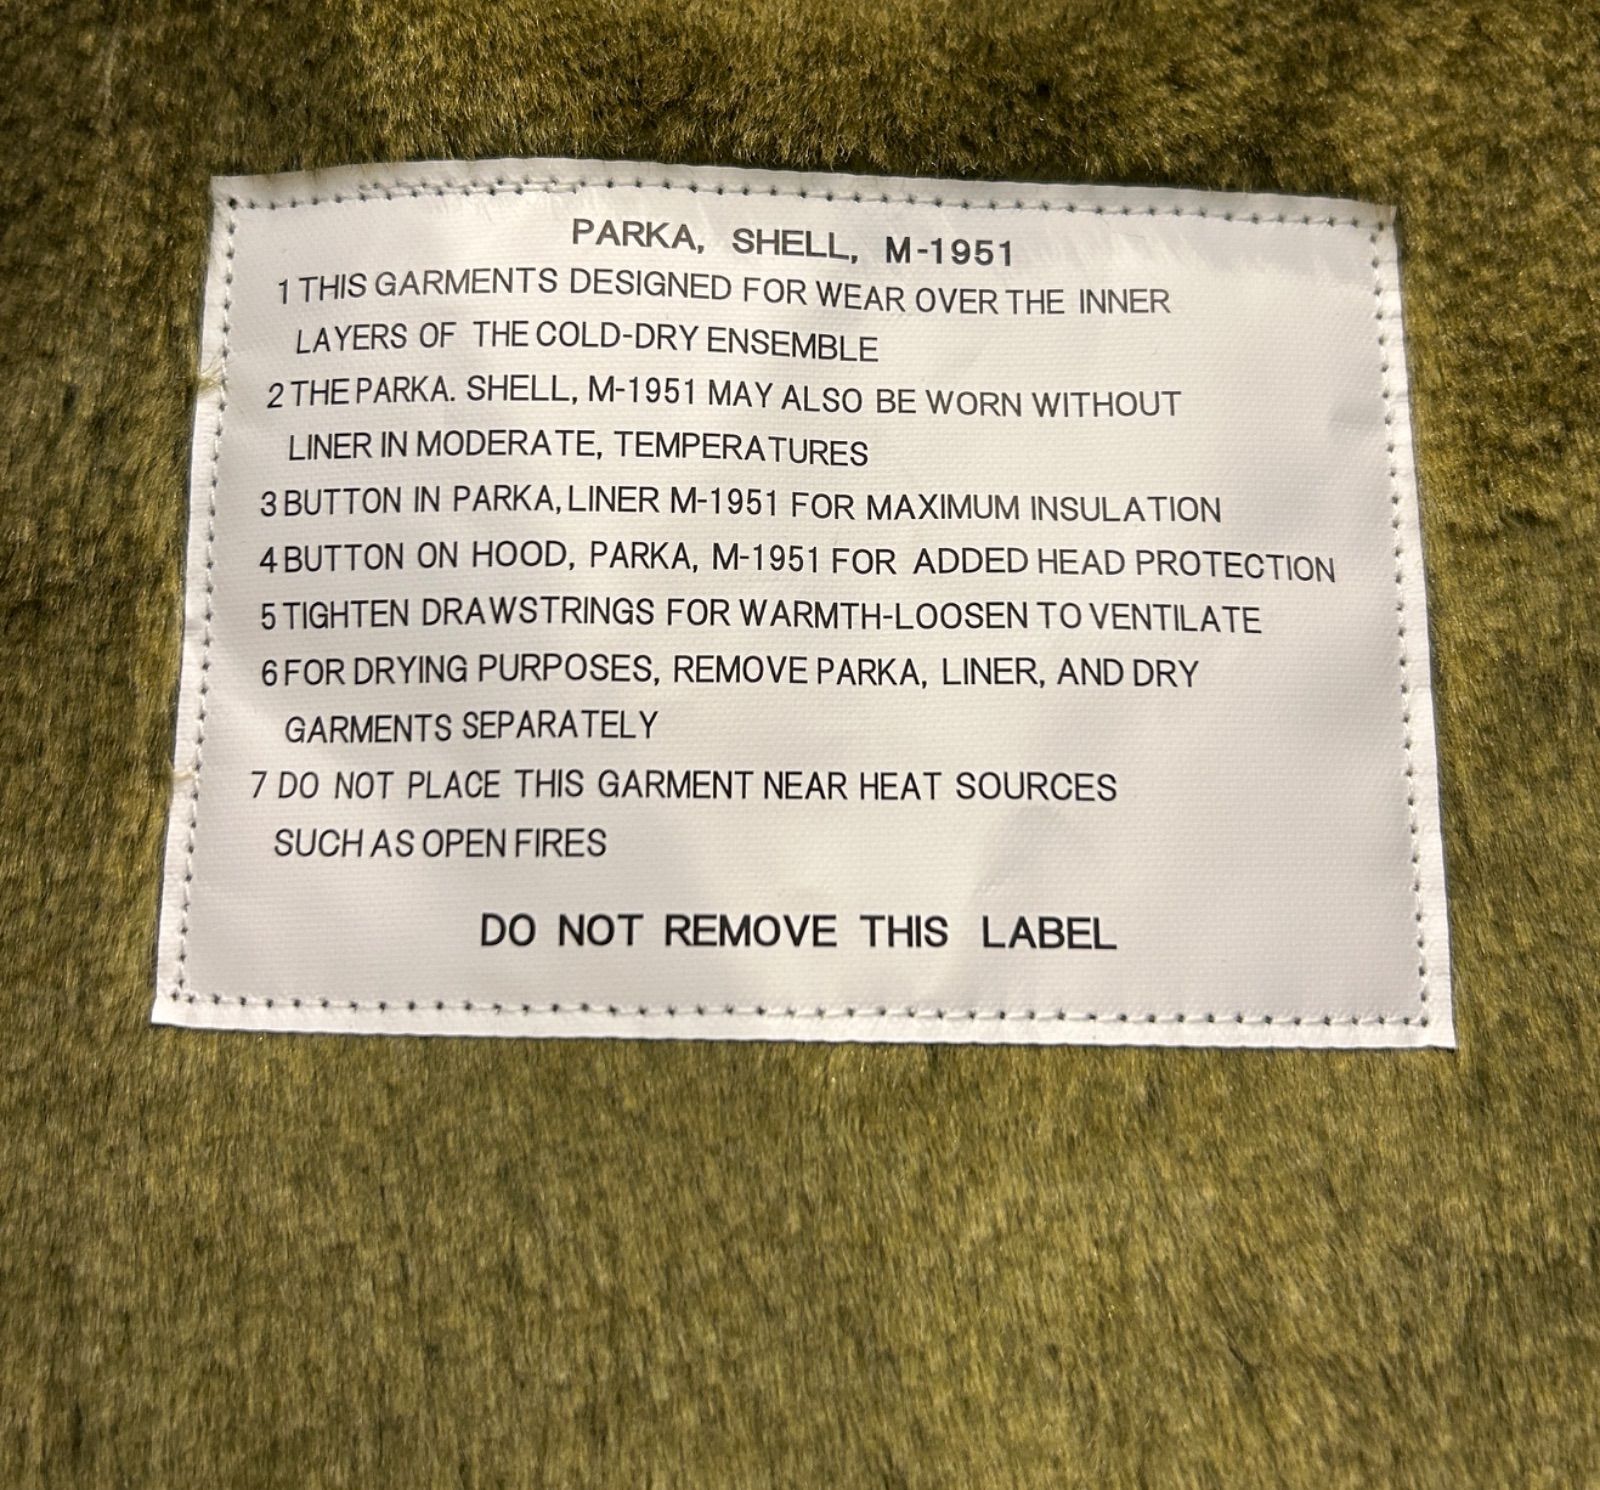 PARKA, SHELL, M-1951
1 THIS GARMENTS DESIGNED FOR WEAR OVER THE INNER
LAYERS OF THE COLD-DRY ENSEMBLE
2 THE PARKA. SHELL, M-1951 MAY ALSO BE WORN WITHOUT
LINER IN MODERATE, TEMPERATURES
3 BUTTON IN PARKA, LINER M-1951 FOR MAXIMUM INSULATION
4 BUTTON ON HOOD, PARKA, M-1951 FOR ADDED HEAD PROTECTION
5 TIGHTEN DRAWSTRINGS FOR WARMTH-LOOSEN TO VENTILATE
6 FOR DRYING PURPOSES, REMOVE PARKA, LINER, AND DRY
GARMENTS SEPARATELY
7 DO NOT PLACE THIS GARMENT NEAR HEAT SOURCES
SUCH AS OPEN FIRES
DO NOT REMOVE THIS LABEL